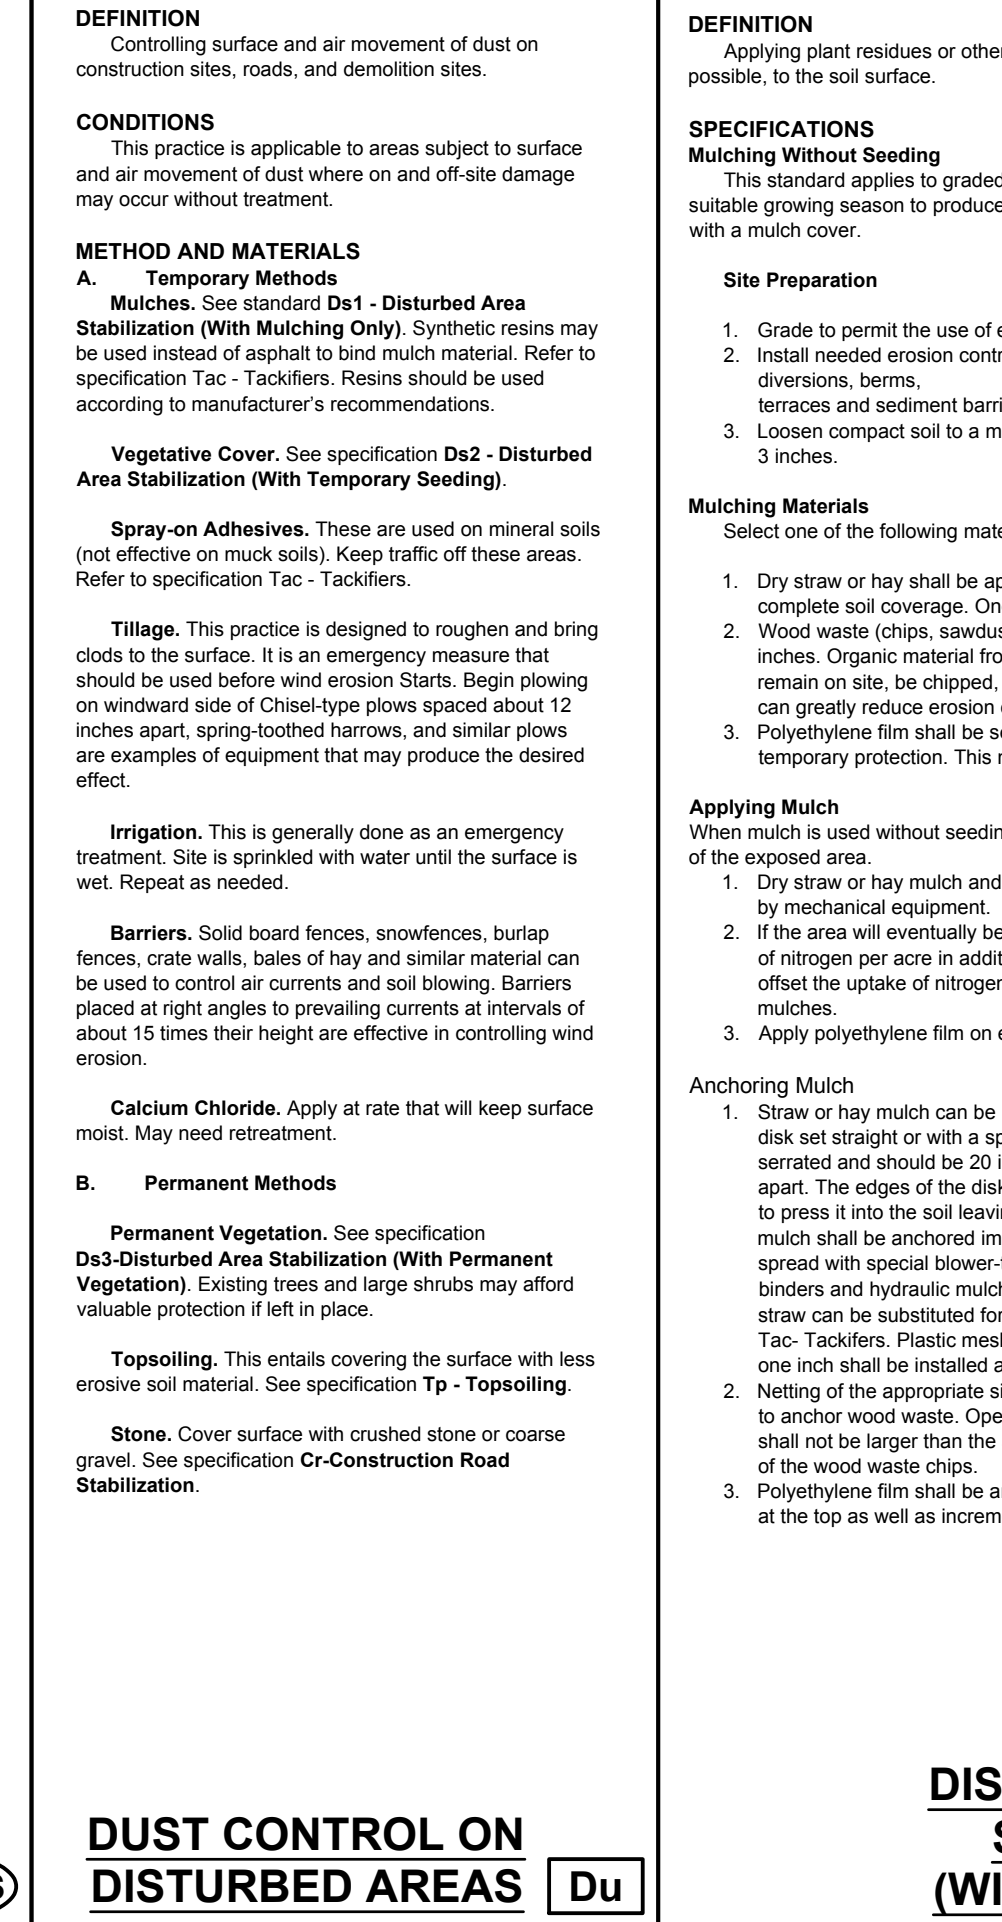 DEFINITION
Controlling surface and air movement of dust on
construction sites, roads, and demolition sites.
CONDITIONS
This practice is applicable to areas subject to surface
and air movement of dust where on and off-site damage
may occur without treatment.
METHOD AND MATERIALS
A. Temporary Methods
Mulches. See standard Ds1 - Disturbed Area
Stabilization (With Mulching Only). Synthetic resins may
be used instead of asphalt to bind mulch material. Refer to
specification Tac - Tackifiers. Resins should be used
according to manufacturer’s recommendations.
Vegetative Cover. See specification Ds2 - Disturbed
Area Stabilization (With Temporary Seeding).
Spray-on Adhesives. These are used on mineral soils
(not effective on muck soils). Keep traffic off these areas.
Refer to specification Tac - Tackifiers.
Tillage. This practice is designed to roughen and bring
clods to the surface. It is an emergency measure that
should be used before wind erosion Starts. Begin plowing
on windward side of Chisel-type plows spaced about 12
inches apart, spring-toothed harrows, and similar plows
are examples of equipment that may produce the desired
effect.
Irrigation. This is generally done as an emergency
treatment. Site is sprinkled with water until the surface is
wet. Repeat as needed.
Barriers. Solid board fences, snowfences, burlap
fences, crate walls, bales of hay and similar material can
be used to control air currents and soil blowing. Barriers
placed at right angles to prevailing currents at intervals of
about 15 times their height are effective in controlling wind
erosion.
Calcium Chloride. Apply at rate that will keep surface
moist. May need retreatment.
B. Permanent Methods
Permanent Vegetation. See specification
Ds3-Disturbed Area Stabilization (With Permanent
Vegetation). Existing trees and large shrubs may afford
valuable protection if left in place.
Topsoiling. This entails covering the surface with less
erosive soil material. See specification Tp - Topsoiling.
Stone. Cover surface with crushed stone or coarse
gravel. See specification Cr-Construction Road
Stabilization.
DUST CONTROL ON
DISTURBED AREAS
Du
DEFINITION
Applying plant residues or other
possible, to the soil surface.
SPECIFICATIONS
Mulching Without Seeding
This standard applies to graded
suitable growing season to produce
with a mulch cover.
Site Preparation
1. Grade to permit the use of
2. Install needed erosion
diversions, berms,
terraces and sediment
3. Loosen compact soil to a
3 inches.
Mulching Materials
Select one of the following
1. Dry straw or hay shall be
complete soil coverage.
2. Wood waste (chips,
inches. Organic material
remain on site, be chipped,
can greatly reduce erosion
3. Polyethylene film shall be
temporary protection. This
Applying Mulch
When mulch is used without
of the exposed area.
1. Dry straw or hay mulch and
by mechanical equipment.
2. If the area will eventually be
of nitrogen per acre in
offset the uptake of
mulches.
3. Apply polyethylene film on
Anchoring Mulch
1. Straw or hay mulch can be
disk set straight or with a
serrated and should be 20
apart. The edges of the
to press it into the soil
mulch shall be anchored
spread with special
binders and hydraulic
straw can be substituted for
Tac- Tackifers. Plastic
one inch shall be installed
2. Netting of the appropriate
to anchor wood waste.
shall not be larger than the
of the wood waste chips.
3. Polyethylene film shall be
at the top as well as